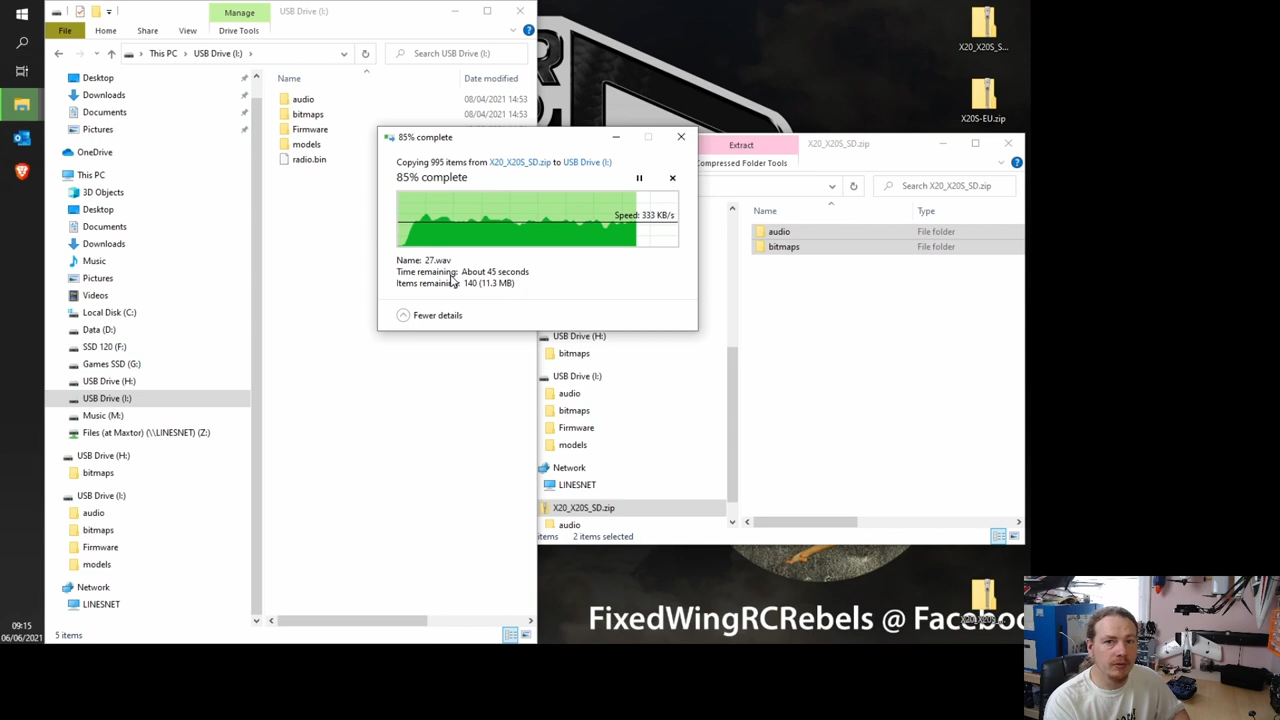 Manage
USB Drive (I:)
File
Home
Share
View
Drive Tools
This PC
USB Drive (I:)
Search USB Drive (I:)
Desktop
Downloads
Documents
Pictures
OneDrive
This PC
3D Objects
Desktop
Documents
Downloads
Music
Pictures
Videos
Local Disk (C:)
Data (D:)
SSD 120 (F:)
Games SSD (G:)
USB Drive (H:)
USB Drive (I:)
Music (M:)
Files (at Maxtor) (\\LINESNET) (Z:)
USB Drive (H:)
bitmaps
USB Drive (I:)
audio
bitmaps
Firmware
models
Network
LINESNET
5 items
Name
Date modified
audio
08/04/2021 14:53
bitmaps
08/04/2021 14:53
Firmware
models
radio.bin
85% complete
Copying 995 items from X20_X20S_SD.zip to USB Drive (I:)
85% complete
Speed: 333 KB/s
Name: 27.wav
Time remaining: About 45 seconds
Items remaining: 140 (11.3 MB)
Fewer details
Extract
X20_X20S_SD.zip
Compressed Folder Tools
Search X20_X20S_SD.zip
Name
Type
audio
File folder
bitmaps
File folder
USB Drive (H:)
bitmaps
USB Drive (I:)
audio
bitmaps
Firmware
models
Network
LINESNET
X20_X20S_SD.zip
audio
items
2 items selected
X20_X20S_S...
X20S-EU.zip
FixedWingRCRebels @ Facebo
09:15
06/06/2021